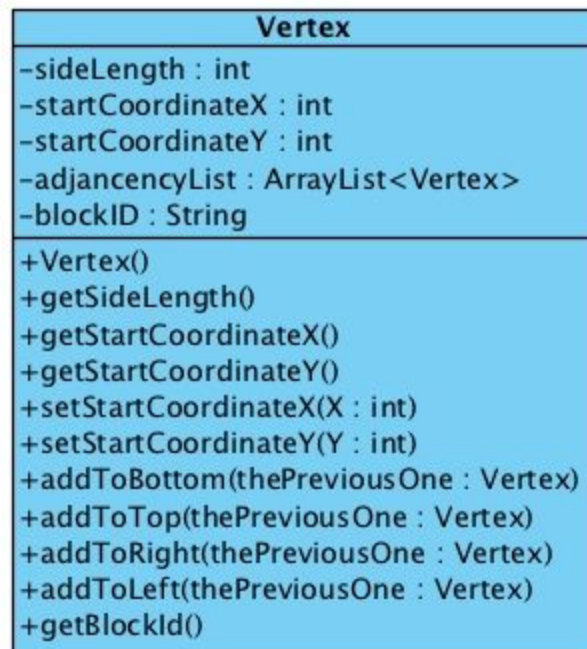 Vertex
-sideLength : int
-startCoordinateX : int
-startCoordinateY : int
-adjancencyList : ArrayList<Vertex>
-blockID : String
+Vertex()
+getSideLength()
+getStartCoordinateX()
+getStartCoordinateY()
+setStartCoordinateX(X : int)
+setStartCoordinateY(Y : int)
+addToBottom(thePreviousOne : Vertex)
+addToTop(thePreviousOne : Vertex)
+addToRight(thePreviousOne : Vertex)
+addToLeft(thePreviousOne : Vertex)
+getBlockId()